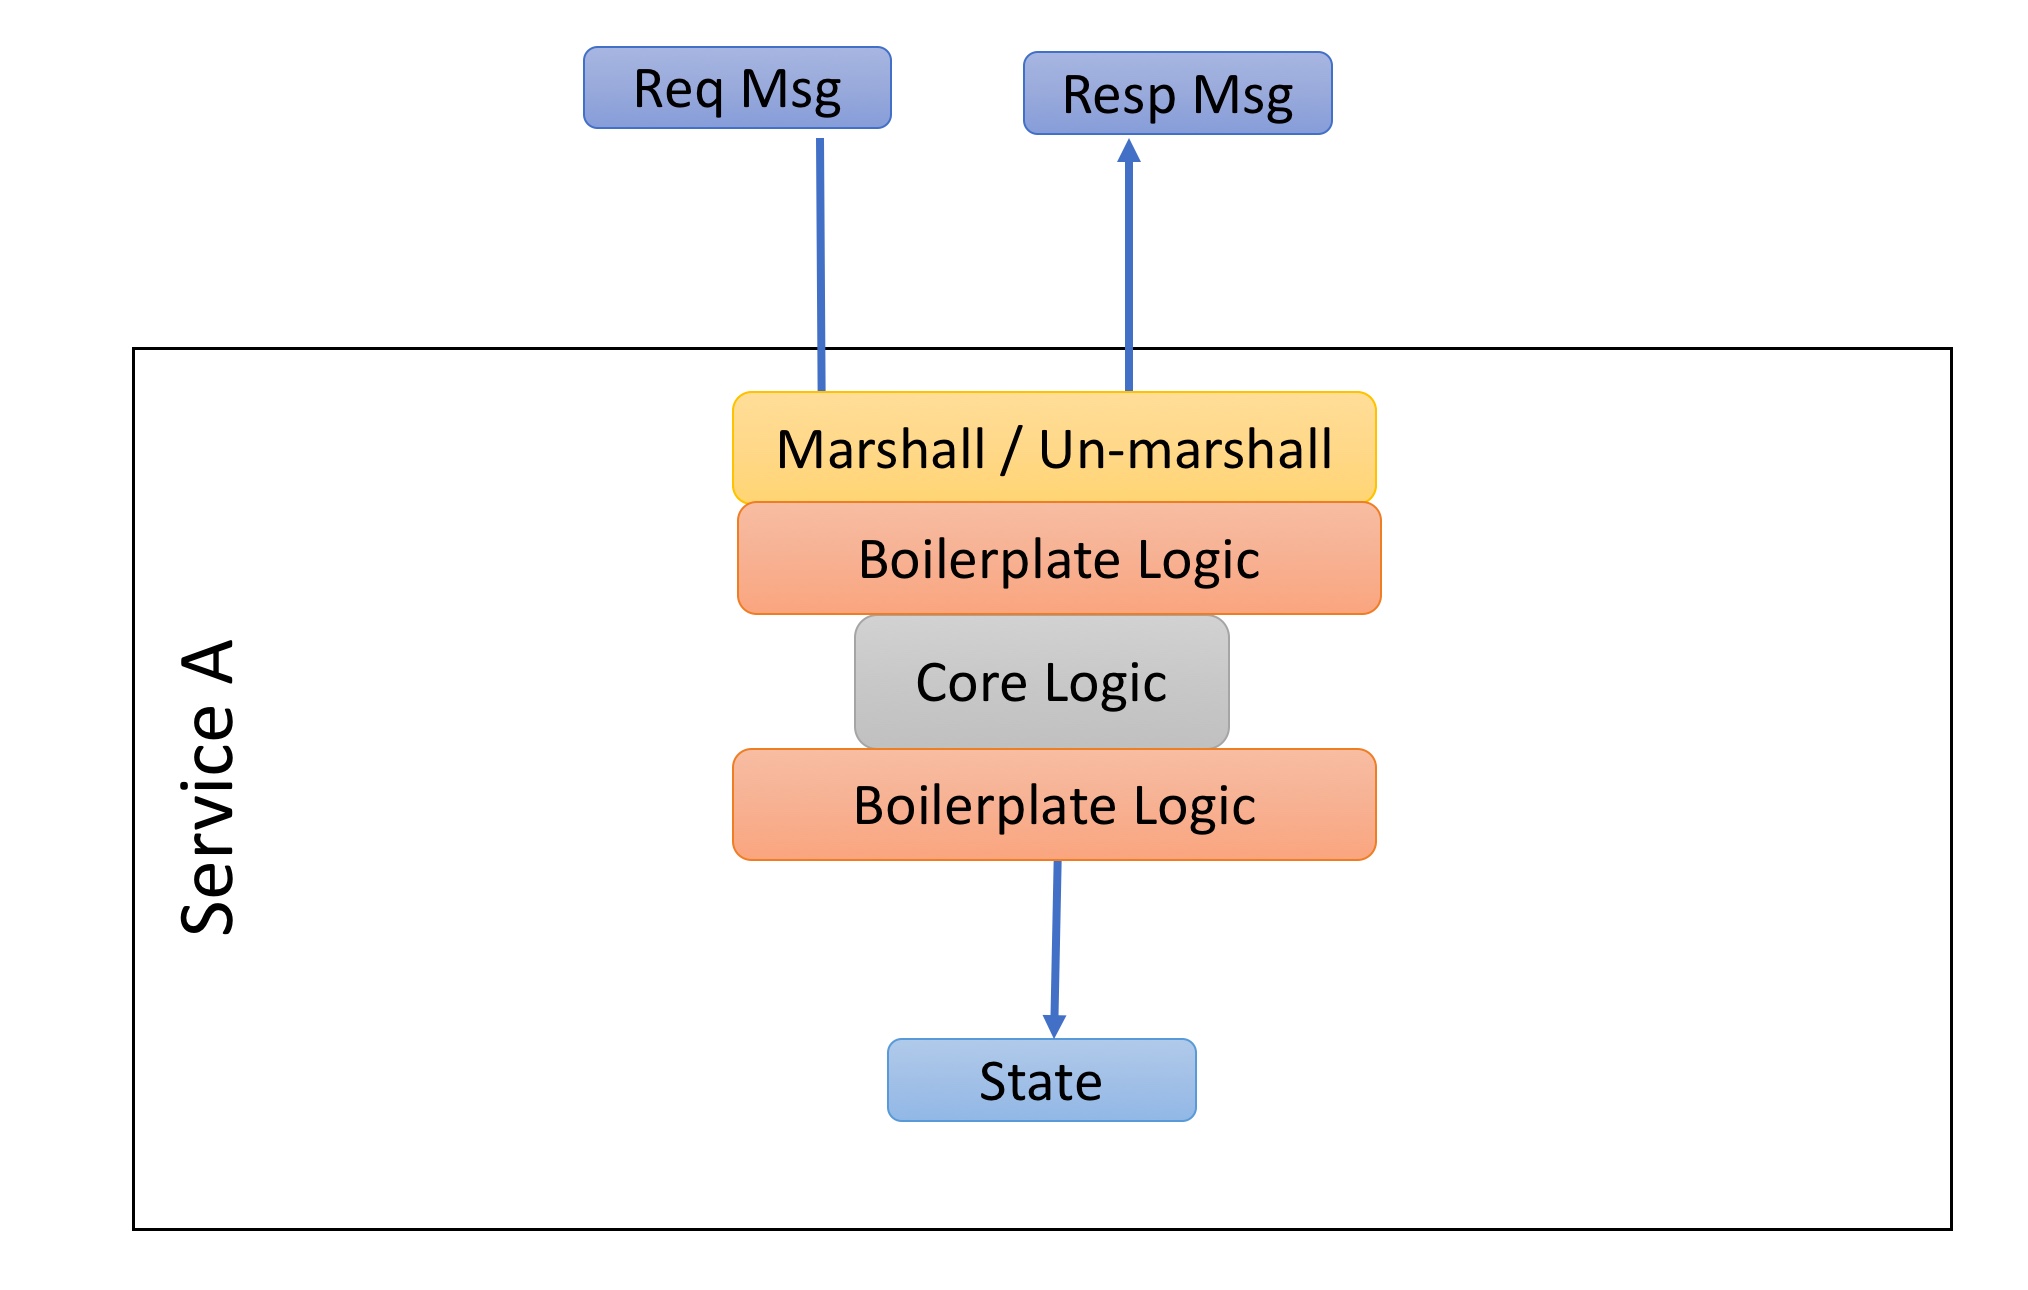 Req Msg
Resp Msg
Marshall / Un-marshall
Boilerplate Logic
Core Logic
Boilerplate Logic
State
Service A